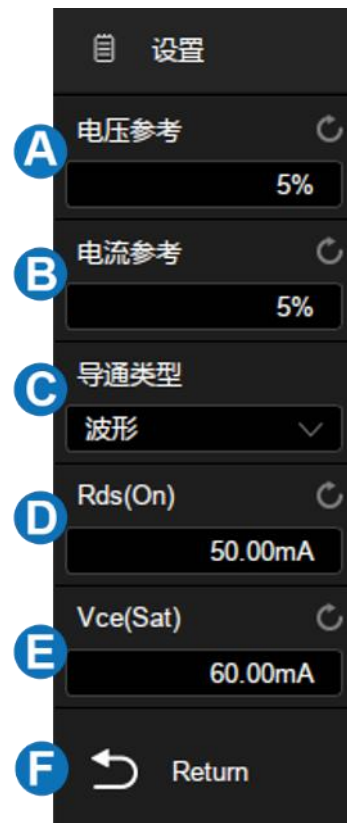 设置
A
电压参考
5%
B
电流参考
5%
C
导通类型
波形
D
Rds(On)
50.00mA
E
Vce(Sat)
60.00mA
F
Return